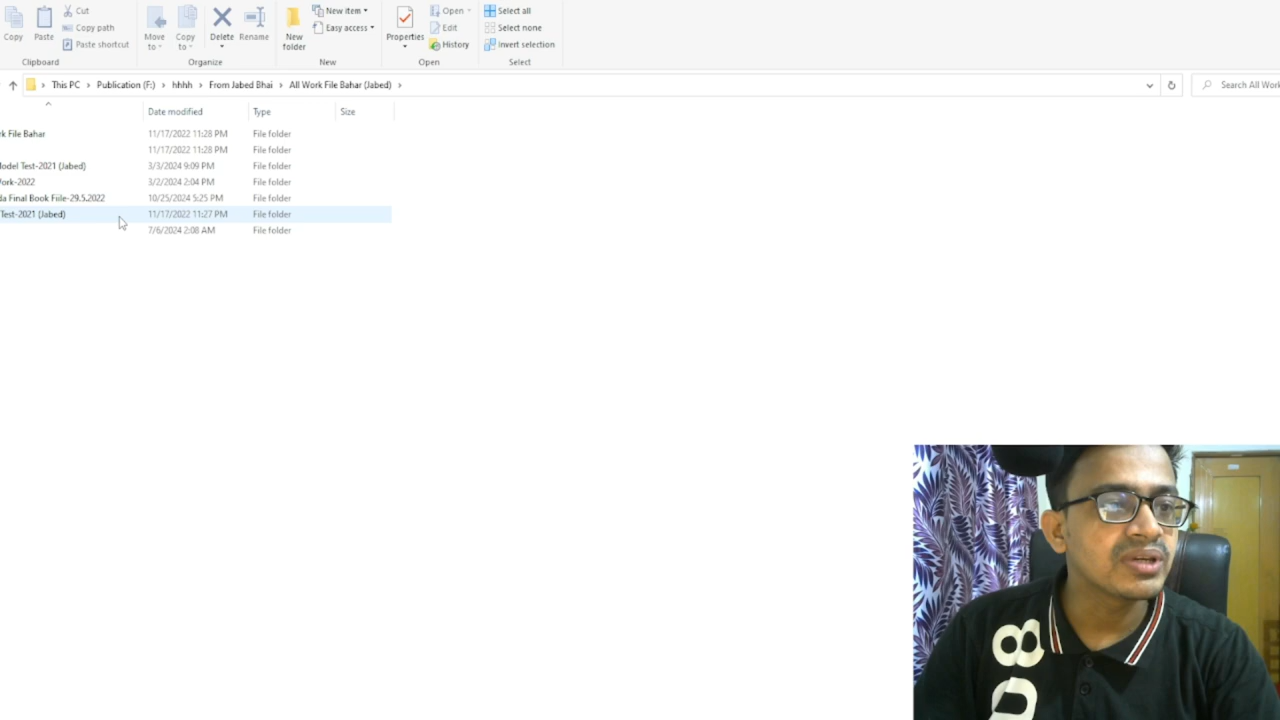 Copy
Paste
Cut
Copy path
Paste shortcut
Clipboard
Move to
Copy to
Delete
Rename
Organize
New folder
New item
Easy access
New
Properties
Open
Edit
History
Open
Select all
Select none
Invert selection
Select
This PC > Publication (F:) > hhhh > From Jabed Bhai > All Work File Bahar (Jabed) >
Search All Work
Date modified Type Size
rk File Bahar 11/17/2022 11:28 PM File folder
11/17/2022 11:28 PM File folder
Model Test-2021 (Jabed) 3/3/2024 9:09 PM File folder
Work-2022 3/2/2024 2:04 PM File folder
da Final Book Fiile-29.5.2022 10/25/2024 5:25 PM File folder
Test-2021 (Jabed) 11/17/2022 11:27 PM File folder
7/6/2024 2:08 AM File folder